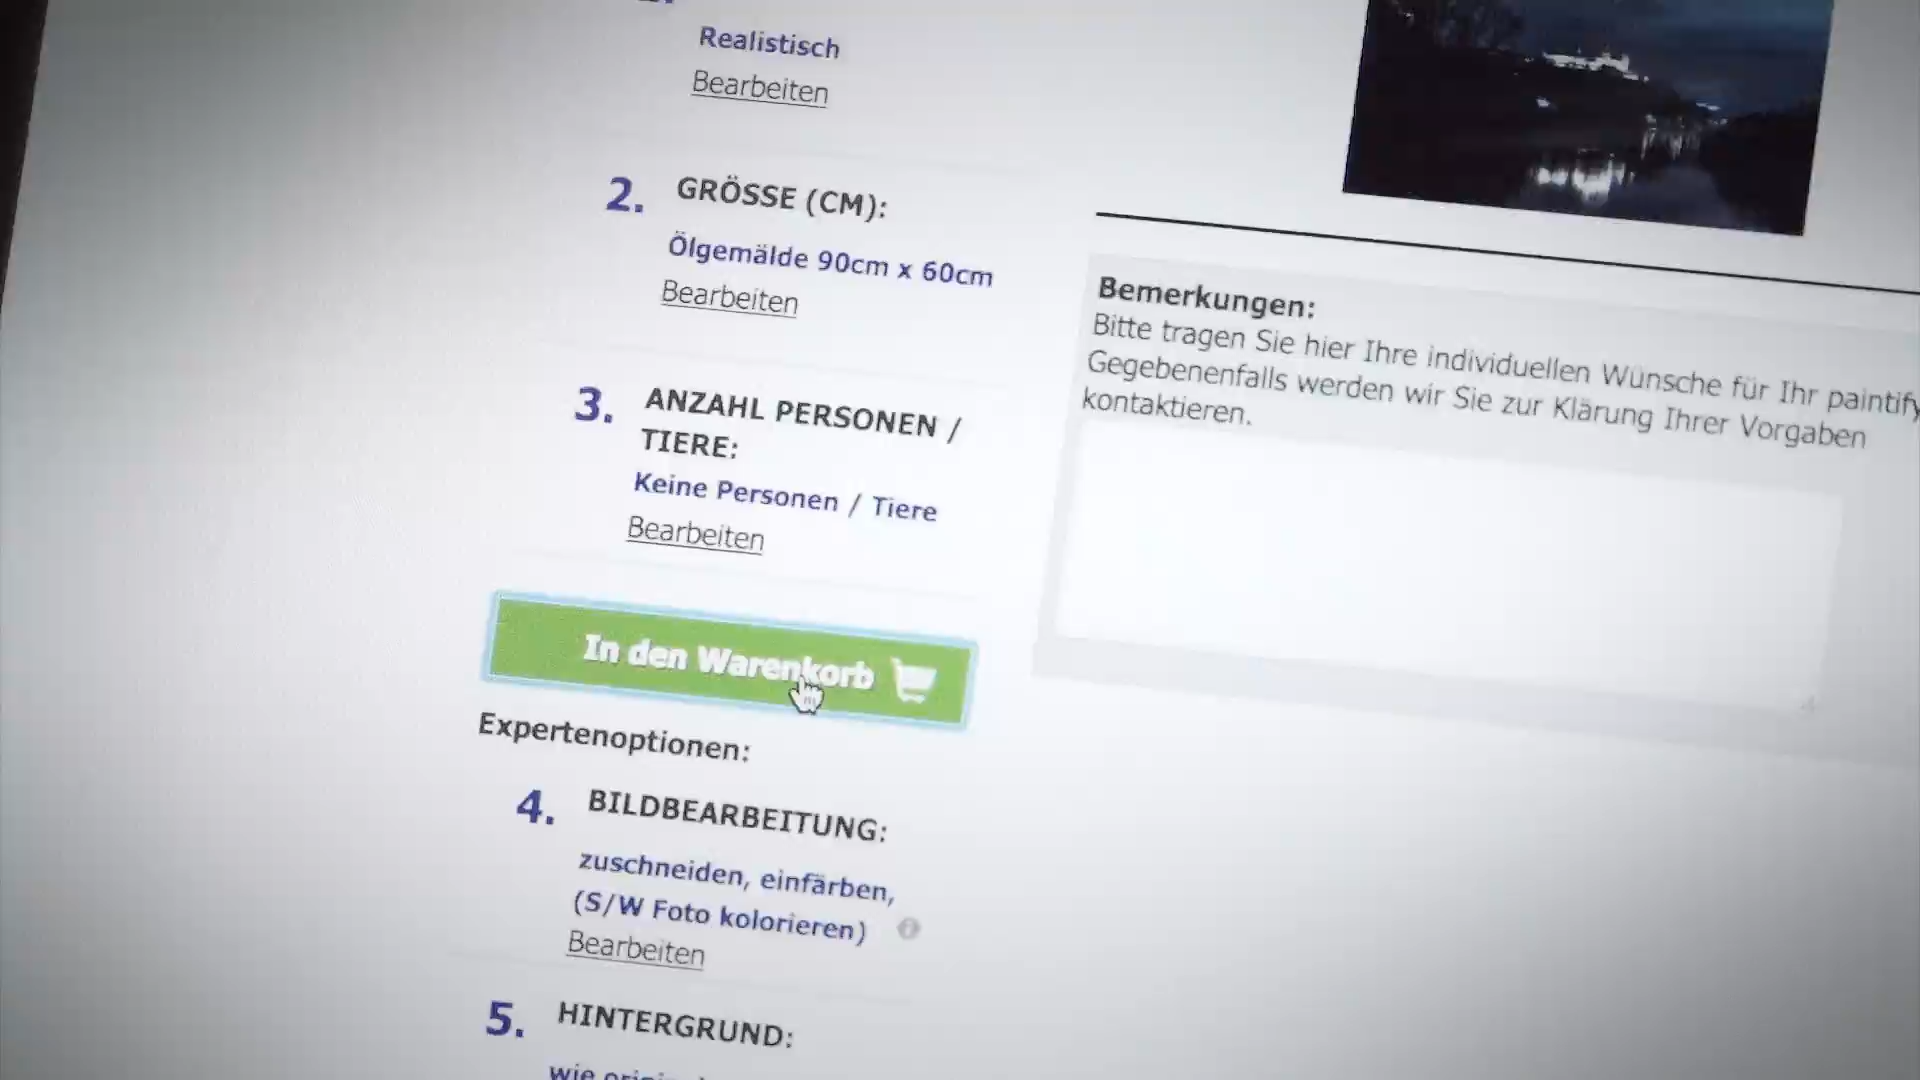 Realistisch
Bearbeiten
2. GRÖSSE (CM):
Ölgemälde 90cm x 60cm
Bearbeiten
3. ANZAHL PERSONEN /
TIERE:
Keine Personen / Tiere
Bearbeiten
In den Warenkorb
Expertenoptionen:
4. BILDBEARBEITUNG:
zuschneiden, einfärben,
(S/W Foto kolorieren)
Bearbeiten
5. HINTERGRUND:
wie
Bemerkungen:
Bitte tragen Sie hier Ihre individuellen Wünsche für Ihr paintify
Gegebenenfalls werden wir Sie zur Klärung Ihrer Vorgaben
kontaktieren.